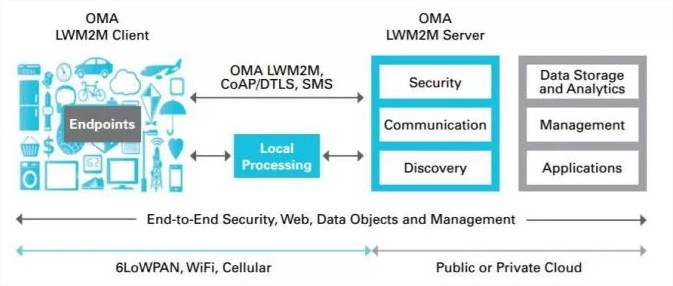 OMA
LWM2M Client
OMA
LWM2M Server
OMA LWM2M,
CoAP/DTLS, SMS
Endpoints
Local
Processing
Security
Communication
Discovery
Data Storage
and Analytics
Management
Applications
End-to-End Security, Web, Data Objects and Management
6LoWPAN, WiFi, Cellular
Public or Private Cloud